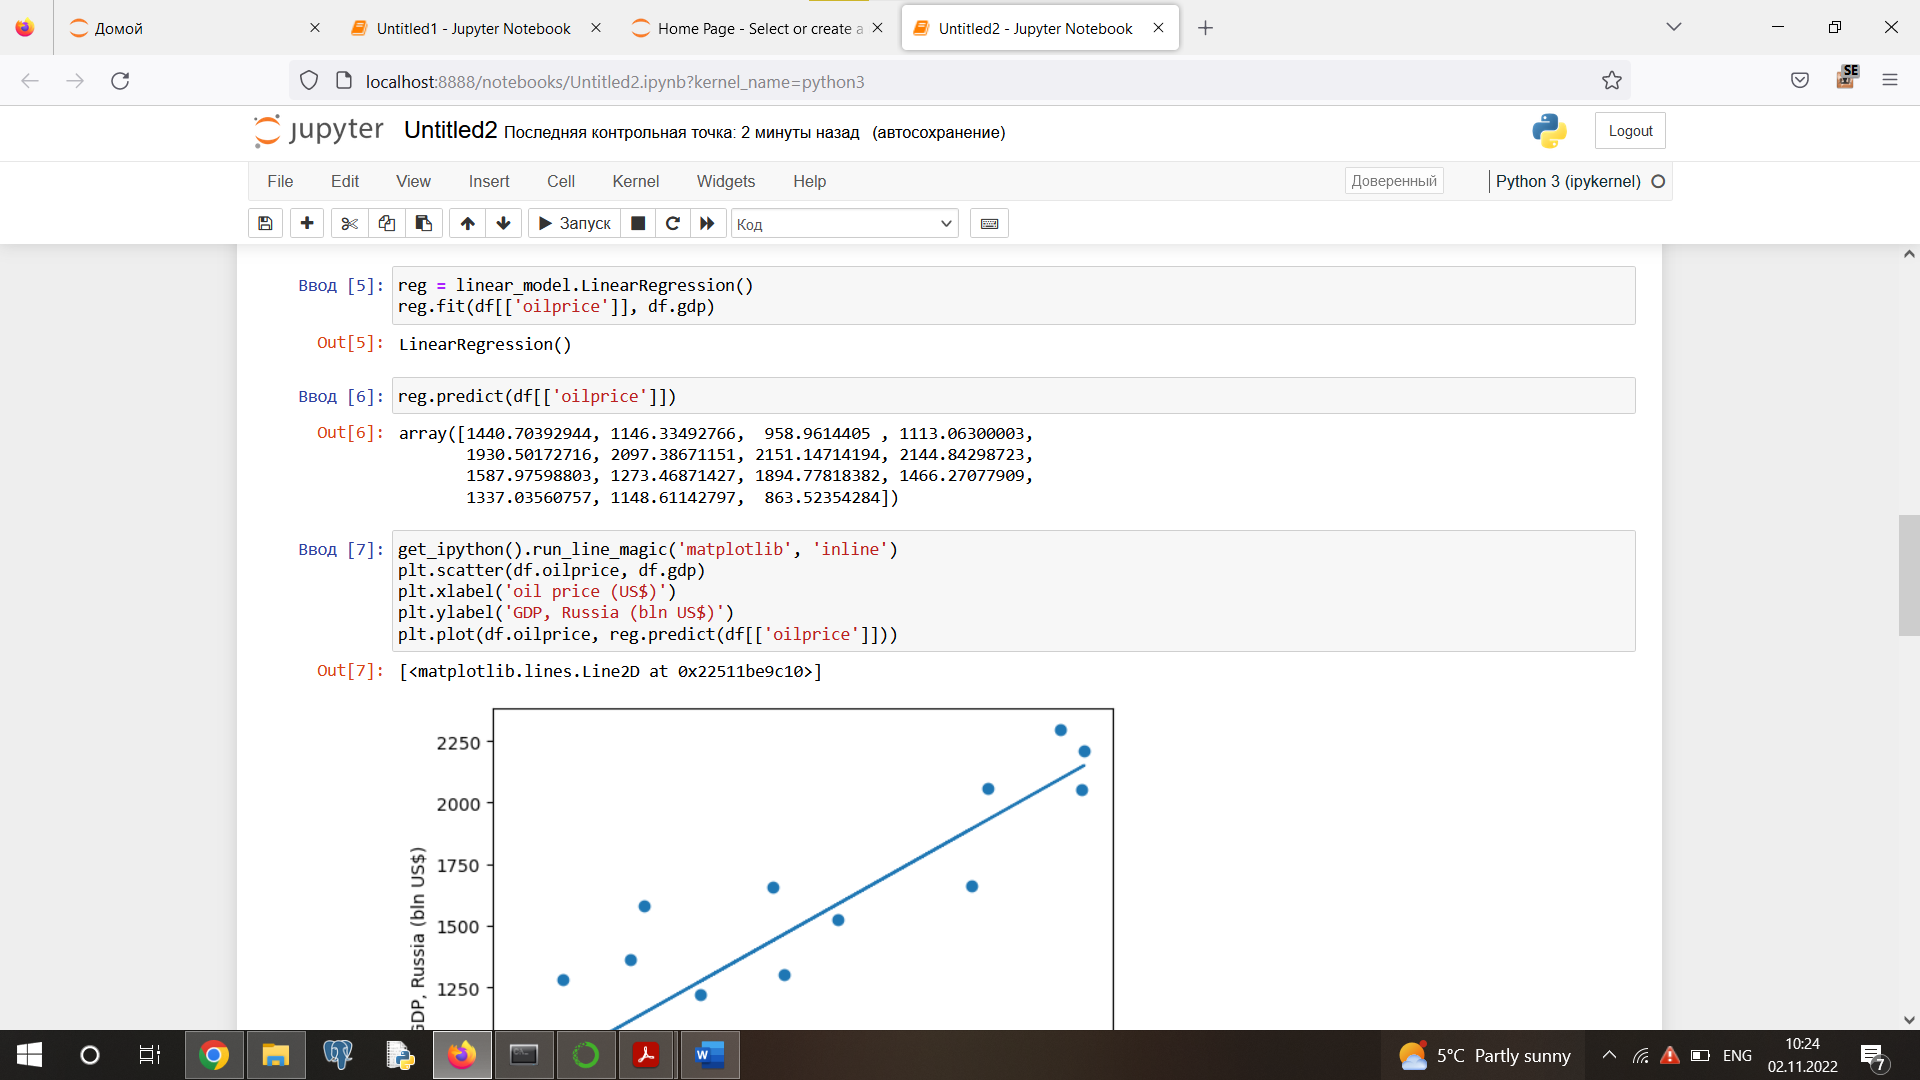 Домой
Untitled1 - Jupyter Notebook
Home Page - Select or create a
Untitled2 - Jupyter Notebook
localhost:8888/notebooks/Untitled2.ipynb?kernel_name=python3
SE
jupyter Untitled2 Последняя контрольная точка: 2 минуты назад (автосохранение)
Logout
File Edit View Insert Cell Kernel Widgets Help
Доверенный
Python 3 (ipykernel)
Запуск
Код
Ввод [5]: reg = linear_model.LinearRegression()
reg.fit(df[['oilprice']], df.gdp)
Out[5]: LinearRegression()
Ввод [6]: reg.predict(df[['oilprice']])
Out[6]: array([1440.70392944, 1146.33492766,  958.9614405 , 1113.06300003,
1930.50172716, 2097.38671151, 2151.14714194, 2144.84298723,
1587.97598803, 1273.46871427, 1894.77818382, 1466.27077909,
1337.03560757, 1148.61142797,  863.52354284])
Ввод [7]: get_ipython().run_line_magic('matplotlib', 'inline')
plt.scatter(df.oilprice, df.gdp)
plt.xlabel('oil price (US$)')
plt.ylabel('GDP, Russia (bln US$)')
plt.plot(df.oilprice, reg.predict(df[['oilprice']]))
Out[7]: [<matplotlib.lines.Line2D at 0x22511be9c10>]
2250
2000
1750
1500
1250
GDP, Russia (bln US$)
5°C Partly sunny
ENG
10:24
02.11.2022
7